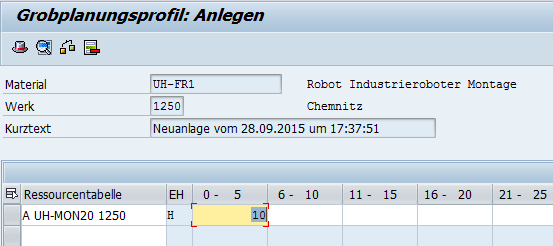 Grobplanungsprofil: Anlegen
Material UH-FR1 Robot Industrieroboter Montage
Werk 1250 Chemnitz
Kurztext Neuanlage vom 28.09.2015 um 17:37:51
Ressourcentabelle EH 0 - 5 6 - 10 11 - 15 16 - 20 21 - 25
A UH-MON20 1250 H 10